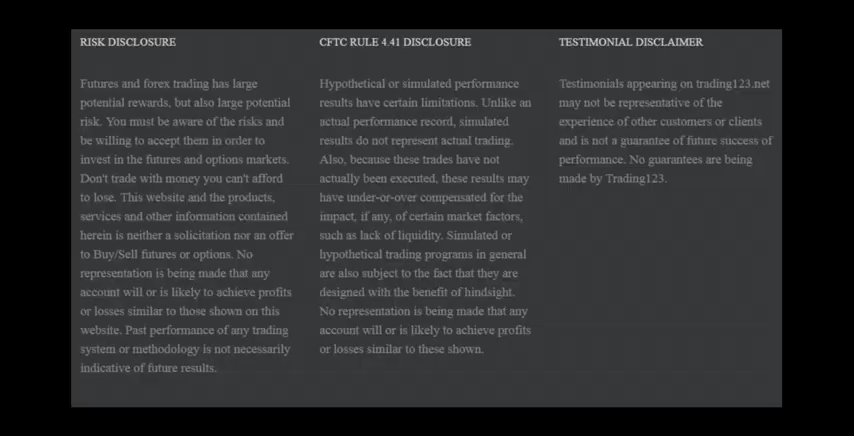 RISK DISCLOSURE
Futures and forex trading has large
potential rewards, but also large potential
risk. You must be aware of the risks and
be willing to accept them in order to
invest in the futures and options markets.
Don't trade with money you can't afford
to lose. This website and the products,
services and other information contained
herein is neither a solicitation nor an offer
to Buy/Sell futures or options. No
representation is being made that any
account will or is likely to achieve profits
or losses similar to those shown on this
website. Past performance of any trading
system or methodology is not necessarily
indicative of future results.
CFTC RULE 4.41 DISCLOSURE
Hypothetical or simulated performance
results have certain limitations. Unlike an
actual performance record, simulated
results do not represent actual trading.
Also, because these trades have not
actually been executed, these results may
have under-or-over compensated for the
impact, if any, of certain market factors,
such as lack of liquidity. Simulated or
hypothetical trading programs in general
are also subject to the fact that they are
designed with the benefit of hindsight.
No representation is being made that any
account will or is likely to achieve profits
or losses similar to these shown.
TESTIMONIAL DISCLAIMER
Testimonials appearing on trading123.net
may not be representative of the
experience of other customers or clients
and is not a guarantee of future success of
performance. No guarantees are being
made by Trading123.